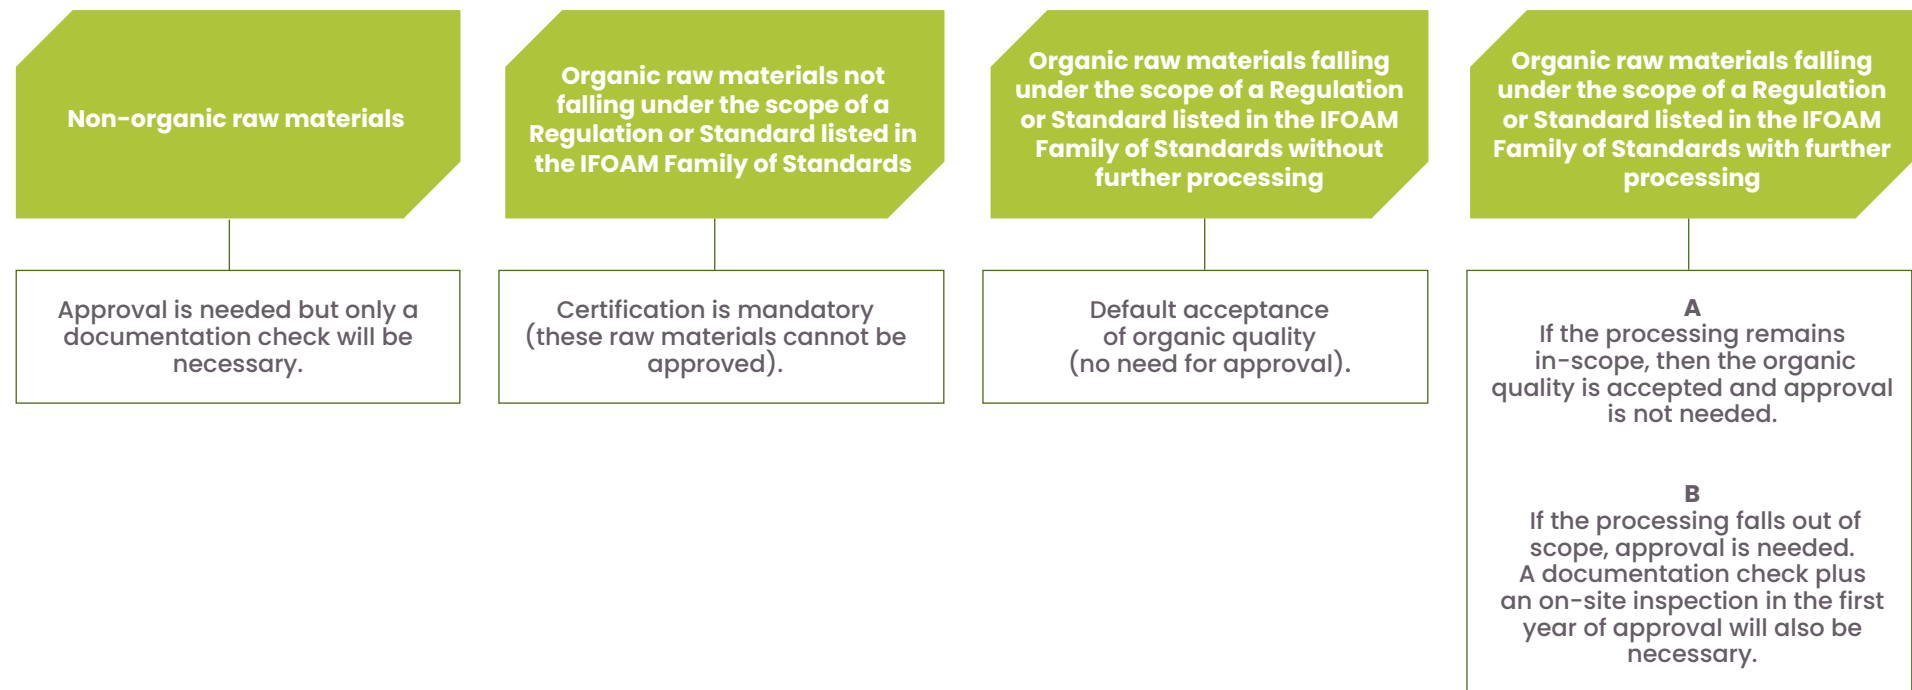 Non-organic raw materials
Organic raw materials not
falling under the scope of a
Regulation or Standard listed in
the IFOAM Family of Standards
Organic raw materials falling
under the scope of a Regulation
or Standard listed in the IFOAM
Family of Standards without
further processing
Organic raw materials falling
under the scope of a Regulation
or Standard listed in the IFOAM
Family of Standards with further
processing
Approval is needed but only a
documentation check will be
necessary.
Certification is mandatory
(these raw materials cannot be
approved).
Default acceptance
of organic quality
(no need for approval).
A
If the processing remains
in-scope, then the organic
quality is accepted and approval
is not needed.
B
If the processing falls out of
scope, approval is needed.
A documentation check plus
an on-site inspection in the first
year of approval will also be
necessary.